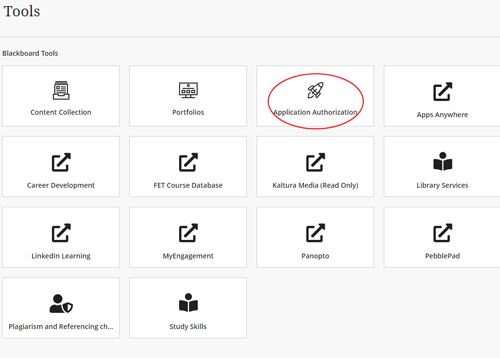 Tools
Blackboard Tools
Content Collection
Portfolios
Application Authorization
Apps Anywhere
Career Development
FET Course Database
Kaltura Media (Read Only)
Library Services
LinkedIn Learning
MyEngagement
Panopto
PebblePad
Plagiarism and Referencing ch...
Study Skills